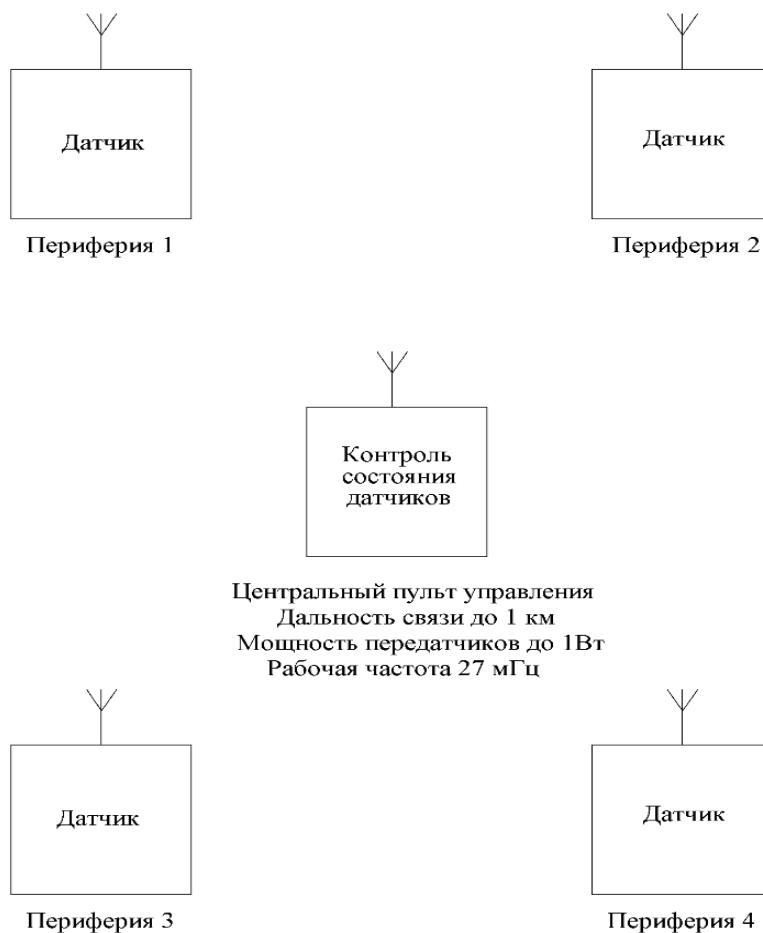 Датчик
Датчик
Периферия 1
Периферия 2
Контроль
состояния
датчиков
Центральный пульт управления
Дальность связи до 1 км
Мощность передатчиков до 1Вт
Рабочая частота 27 мГц
Датчик
Датчик
Периферия 3
Периферия 4